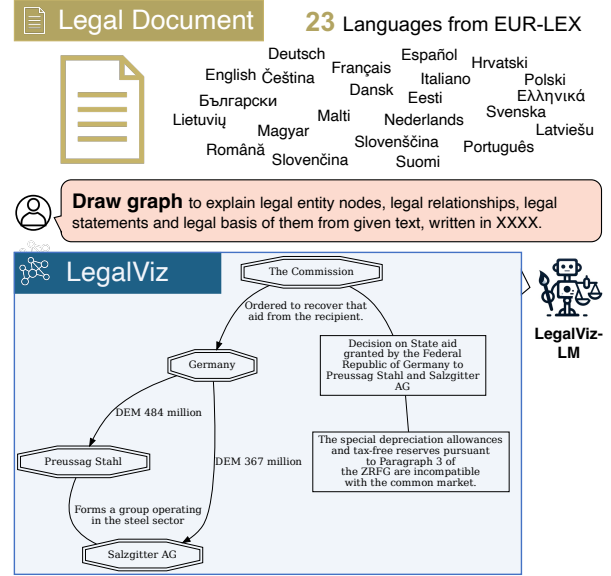 Legal Document
23 Languages from EUR-LEX
Deutsch
Español
English
Čeština
Français
Hrvatski
Italiano
Polski
Български
Dansk
Eesti
Ελληνικά
Lietuvių
Malti
Nederlands
Svenska
Magyar
Latviešu
Română
Slovenčina
Slovenščina
Suomi
Português
Draw graph to explain legal entity nodes, legal relationships, legal
statements and legal basis of them from given text, written in XXXX.
LegalViz
The Commission
Ordered to recover that
aid from the recipient.
Decision on State aid
granted by the Federal
Republic of Germany to
Preussag Stahl and Salzgitter
AG
Germany
DEM 484 million
DEM 367 million
The special depreciation allowances
and tax-free reserves pursuant
to Paragraph 3 of
the ZRFG are incompatible
with the common market.
Preussag Stahl
Forms a group operating
in the steel sector
Salzgitter AG
LegalViz-
LM